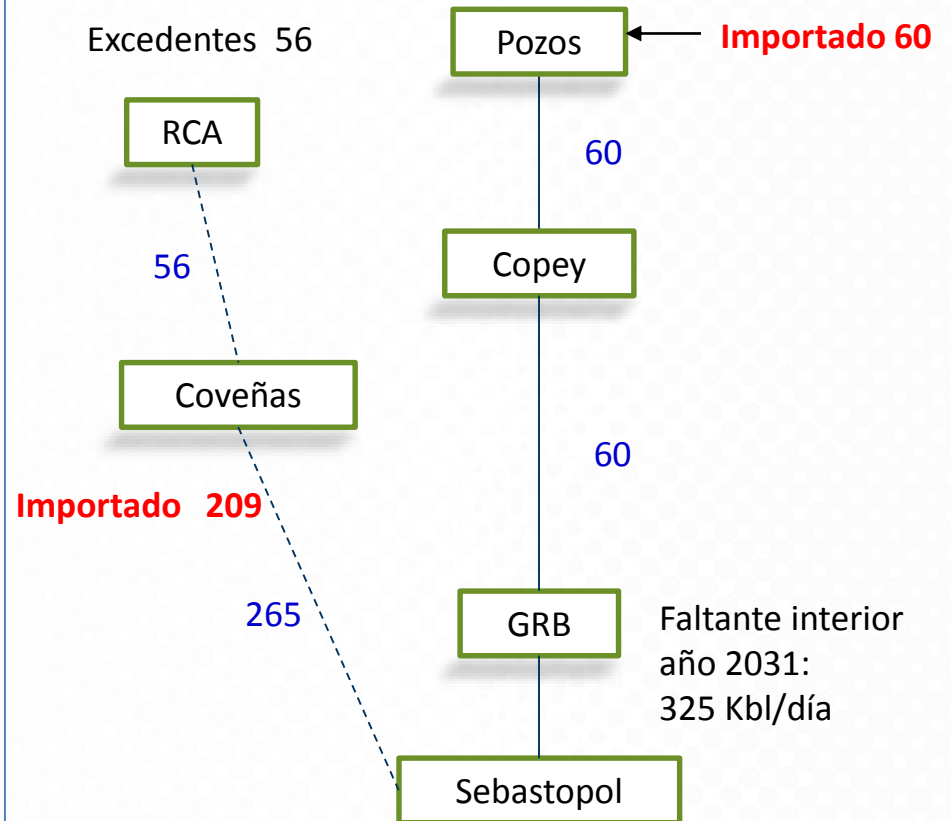 Excedentes 56
Pozos
Importado 60
RCA
60
56
Copey
Coveñas
60
Importado 209
265
GRB
Faltante interior
año 2031:
325 Kbl/día
Sebastopol